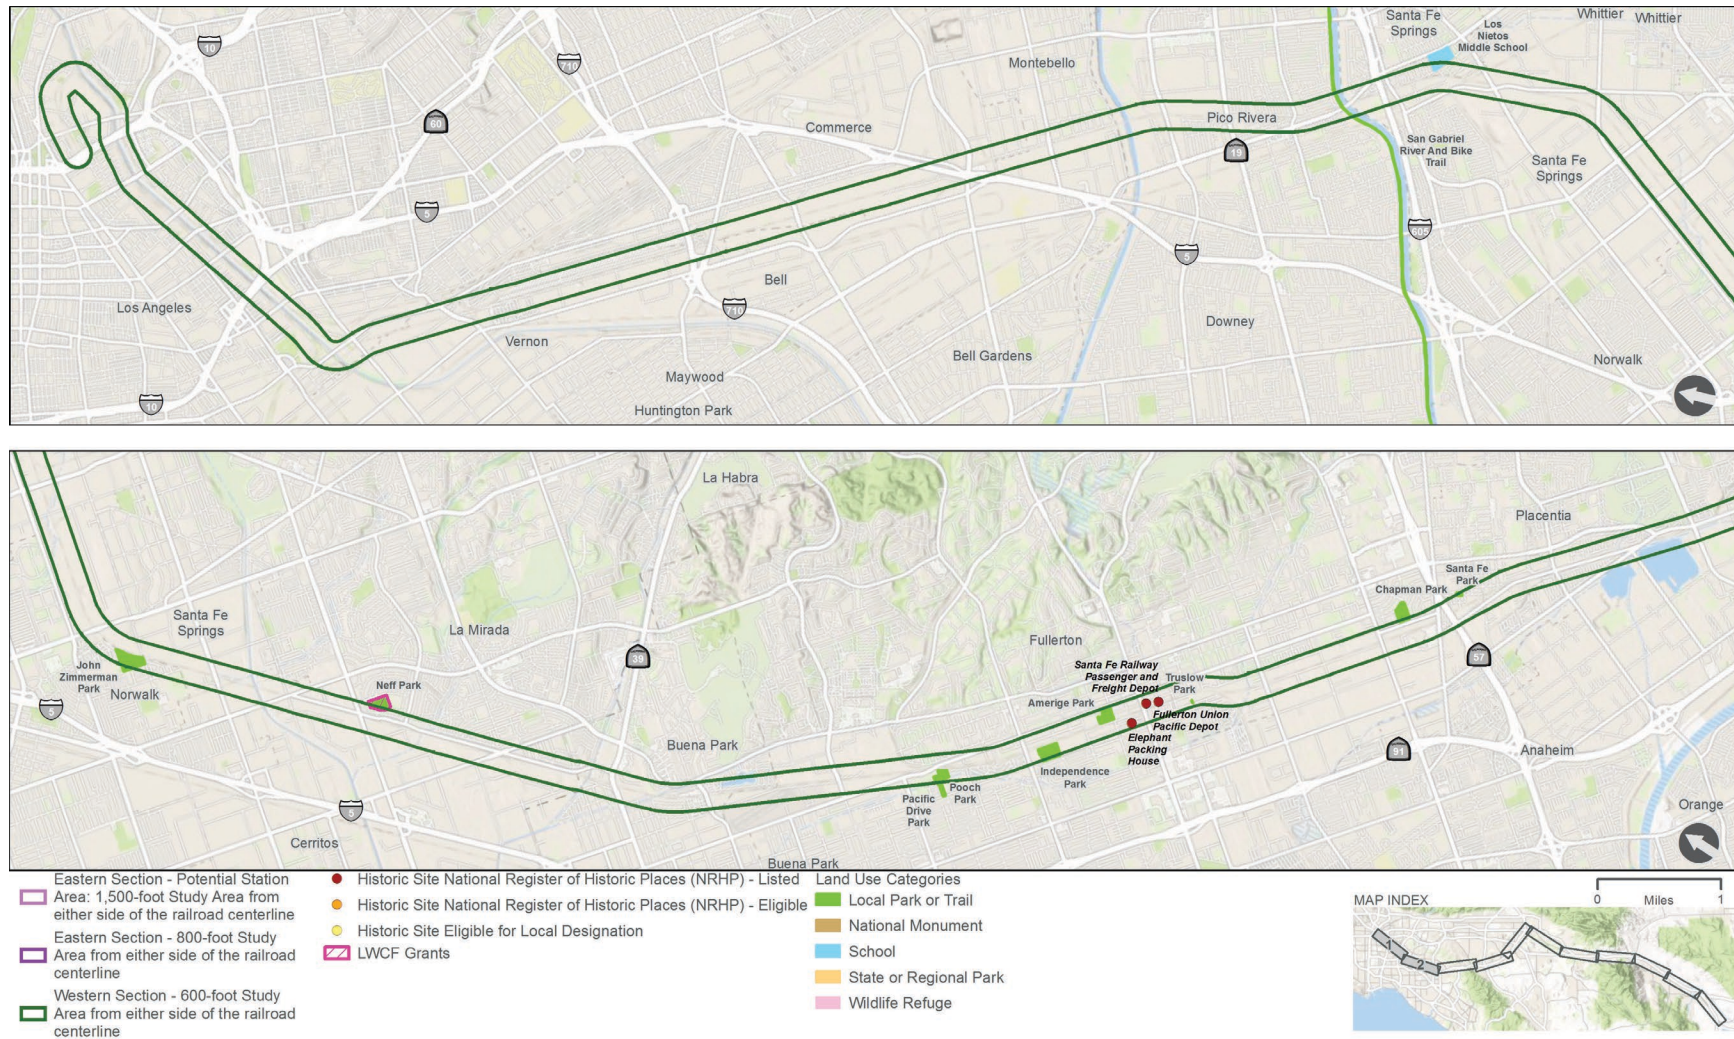 Santa Fe
Springs
Whittier
Whittier
Los
Nietos
Middle School
10
710
Montebello
60
Commerce
Pico Rivera
19
San Gabriel
River And Bike
Trail
Santa Fe
Springs
5
605
5
Bell
Los Angeles
710
Downey
Vernon
Bell Gardens
Norwalk
Maywood
10
Huntington Park
La Habra
Placentia
Santa Fe
Park
Chapman Park
Santa Fe
Springs
La Mirada
Fullerton
39
57
John
Zimmerman
Park
Norwalk
Neff Park
Santa Fe Railway
Passenger and
Freight Depot
Truslow
Park
Amerige Park
5
Fullerton Union
Pacific Depot
Elephant
Packing
House
Buena Park
91
Anaheim
Independence
Park
Pooch
Park
Pacific
Drive
Park
5
Orange
Cerritos
Buena Park
Eastern Section - Potential Station
Area: 1,500-foot Study Area from
either side of the railroad centerline
Eastern Section - 800-foot Study
Area from either side of the railroad
centerline
Western Section - 600-foot Study
Area from either side of the railroad
centerline
Historic Site National Register of Historic Places (NRHP) - Listed
Historic Site National Register of Historic Places (NRHP) - Eligible
Historic Site Eligible for Local Designation
LWCF Grants
Land Use Categories
Local Park or Trail
National Monument
School
State or Regional Park
Wildlife Refuge
MAP INDEX
0 Miles 1
1
2